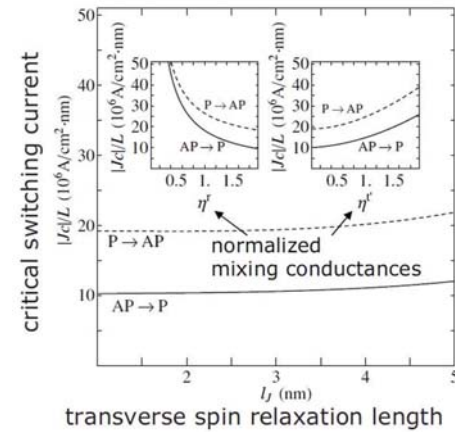 critical switching current
|Jc|/L (10⁶A/cm²·nm)
50
40
30
20
10
P→AP
AP→P
2
3
4
5
l_J (nm)
transverse spin relaxation length
|Jc|/L (10⁶A/cm²·nm)
50
40
30
20
10
P→AP
AP→P
0.5
1.
1.5
η^r
|Jc|/L (10⁶A/cm²·nm)
50
40
30
20
10
P→AP
AP→P
0.5
1.
1.5
η^t'
normalized
mixing conductances